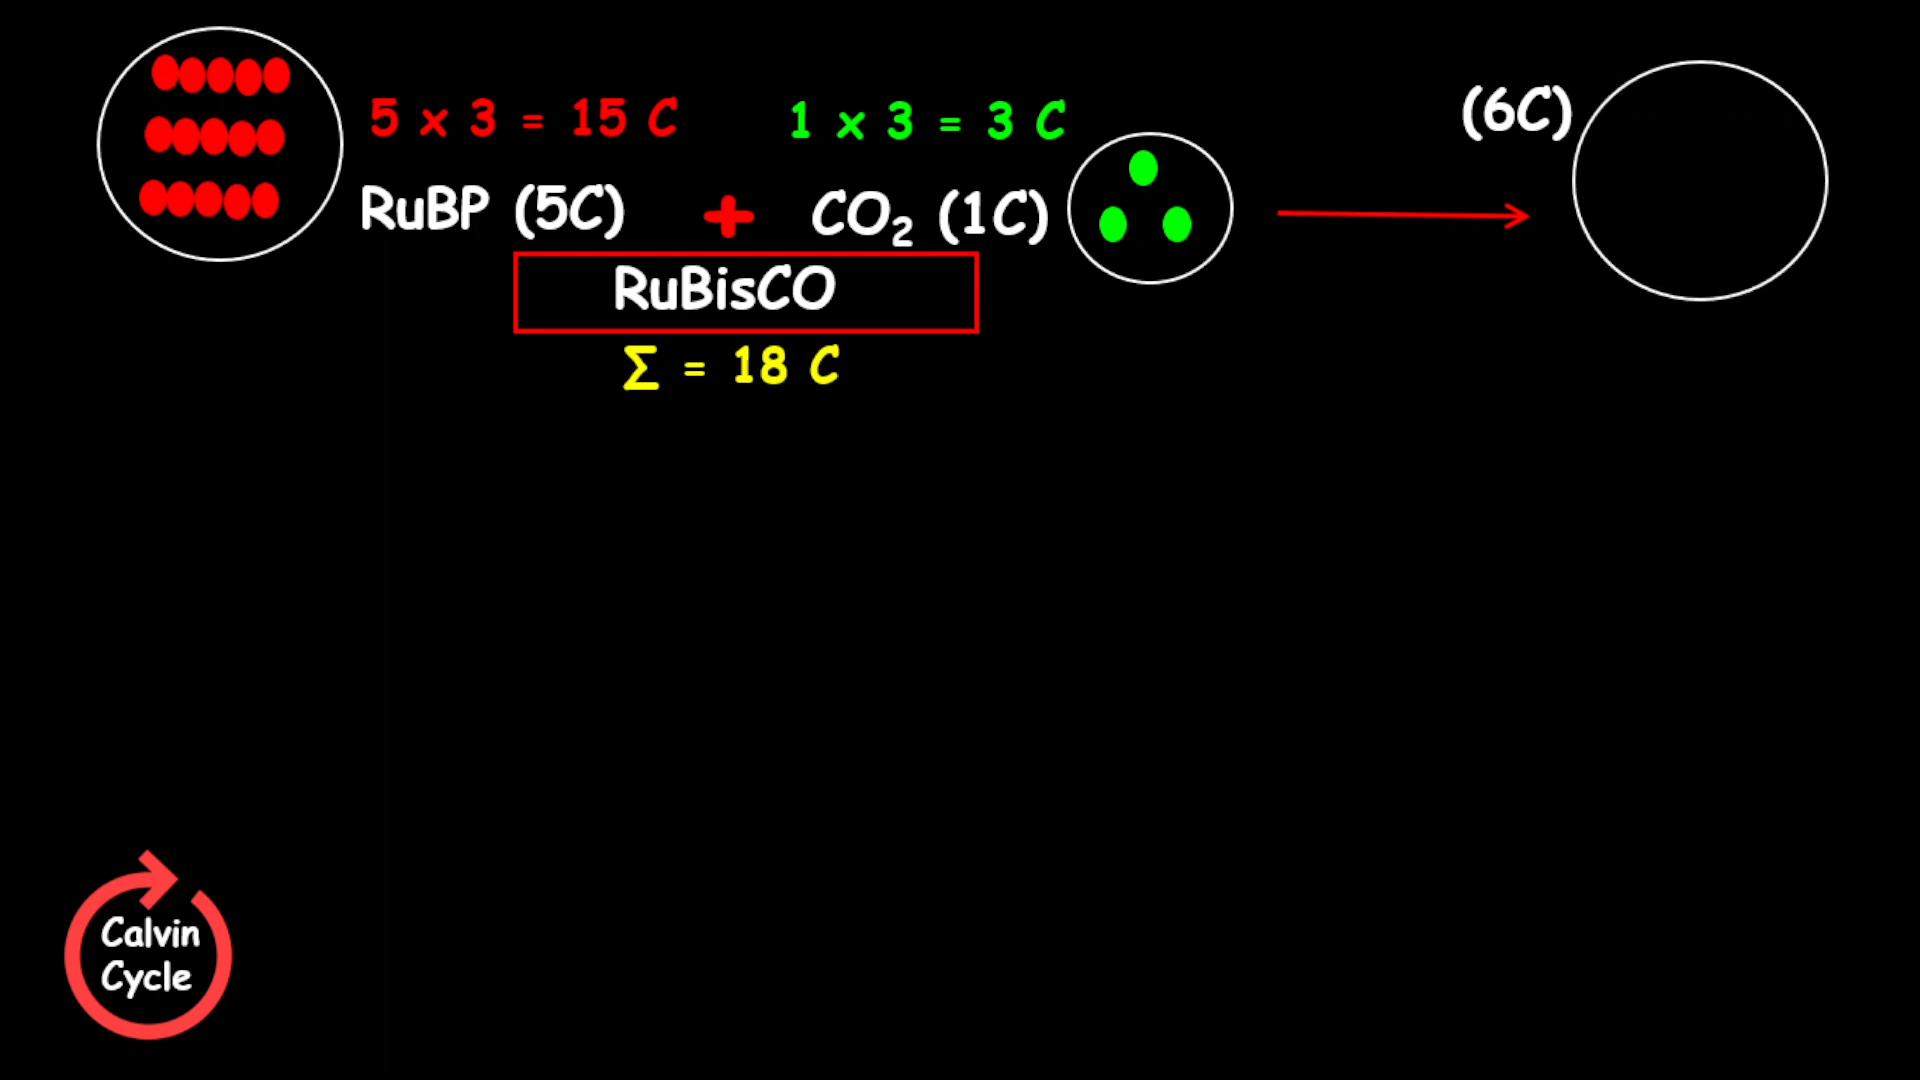 5 x 3 = 15 C
1 x 3 = 3 C
(6C)
RuBP (5C) + CO₂ (1C)
RuBisCO
Σ = 18 C
Calvin
Cycle